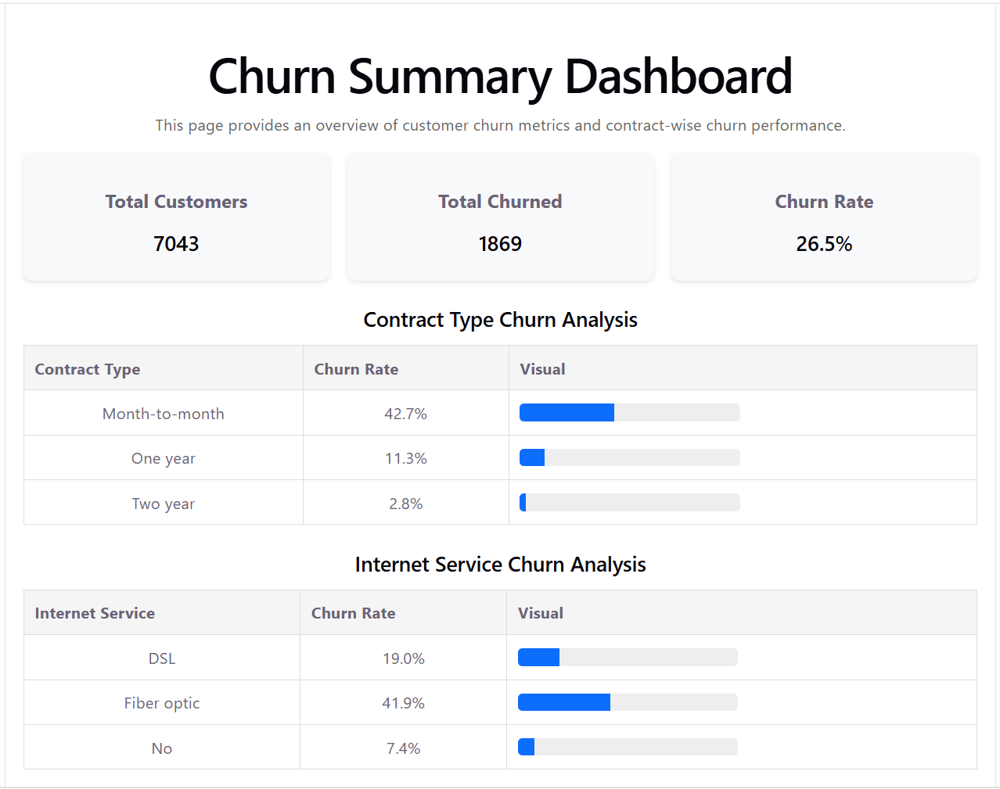 Churn Summary Dashboard
This page provides an overview of customer churn metrics and contract-wise churn performance.
Total Customers Total Churned Churn Rate
7043 1869 26.5%
Contract Type Churn Analysis
Contract Type Churn Rate Visual
Month-to-month 42.7%
One year 11.3%
Two year 2.8%
Internet Service Churn Analysis
Internet Service Churn Rate Visual
DSL 19.0%
Fiber optic 41.9%
No 7.4%